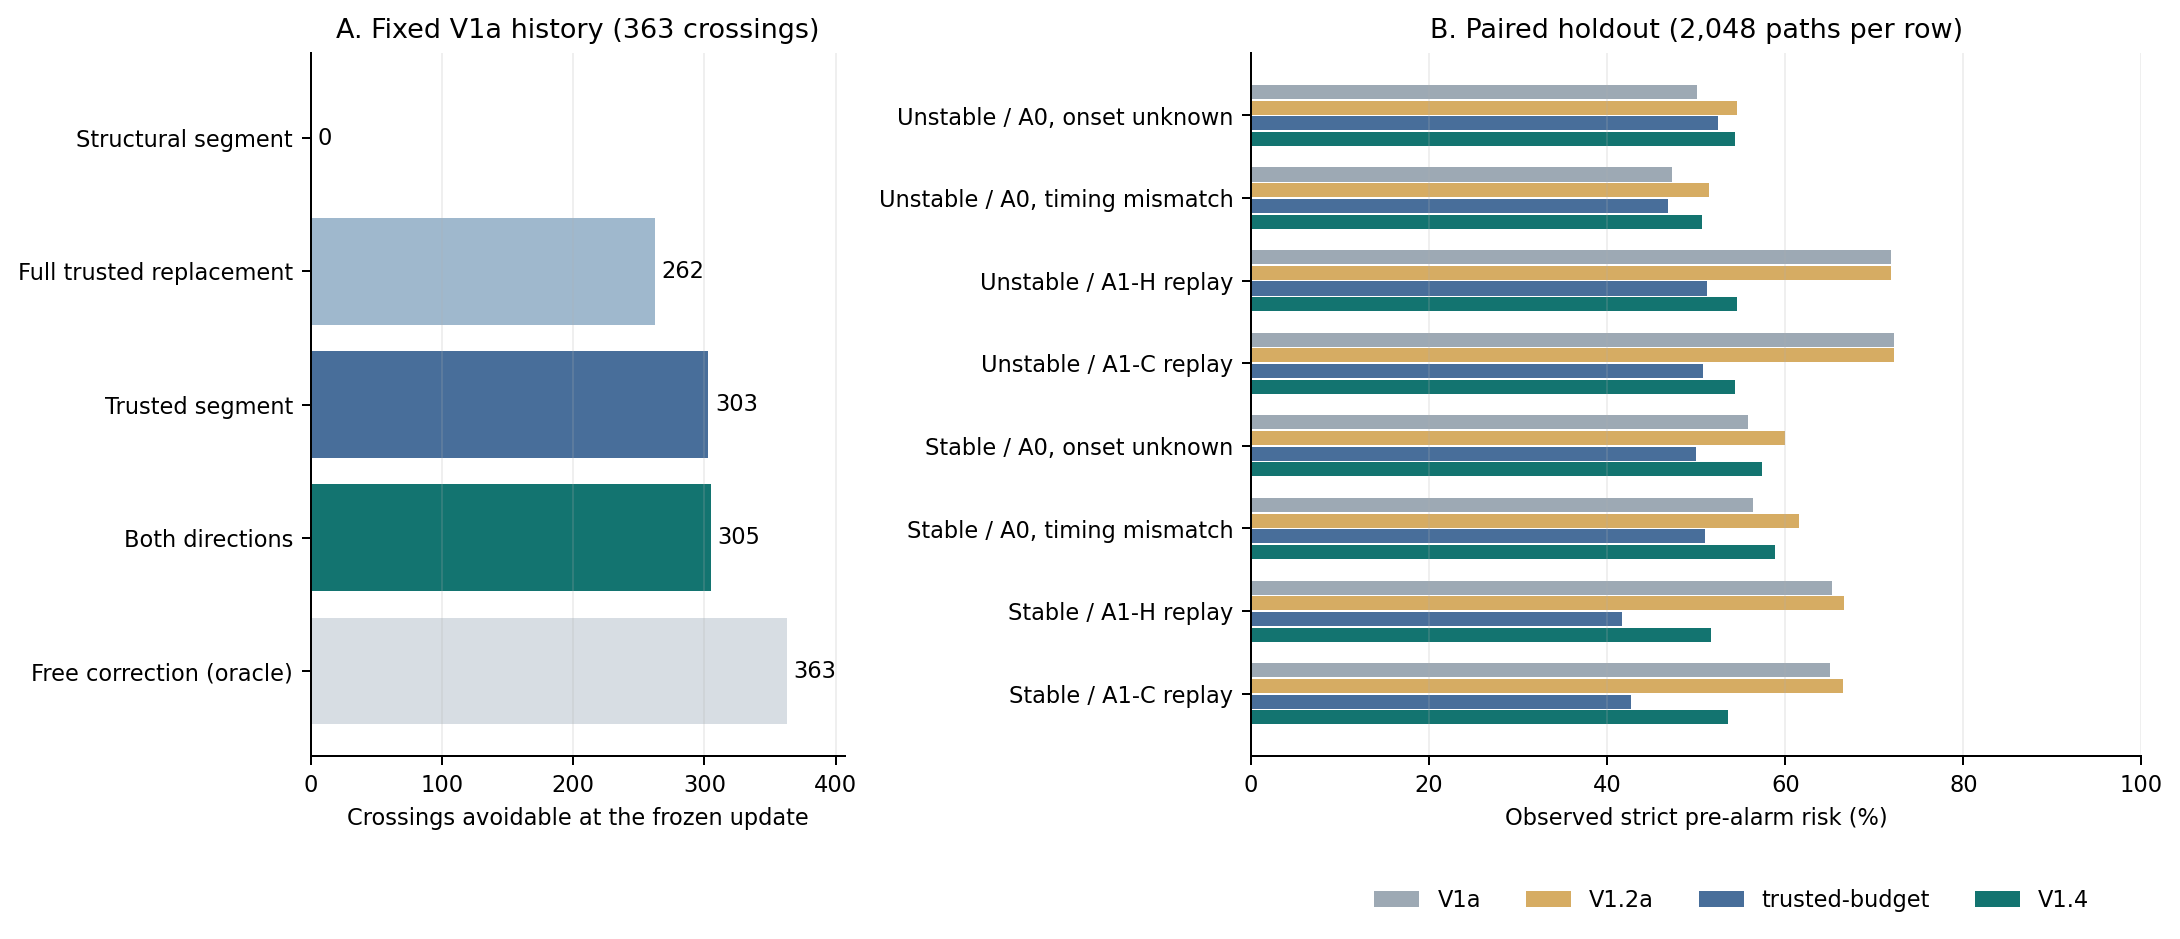 A. Fixed V1a history (363 crossings)
Structural segment
0
Full trusted replacement
262
Trusted segment
303
Both directions
305
Free correction (oracle)
363
0 100 200 300 400
Crossings avoidable at the frozen update
B. Paired holdout (2,048 paths per row)
Unstable / A0, onset unknown
Unstable / A0, timing mismatch
Unstable / A1-H replay
Unstable / A1-C replay
Stable / A0, onset unknown
Stable / A0, timing mismatch
Stable / A1-H replay
Stable / A1-C replay
0 20 40 60 80 100
Observed strict pre-alarm risk (%)
V1a V1.2a trusted-budget V1.4